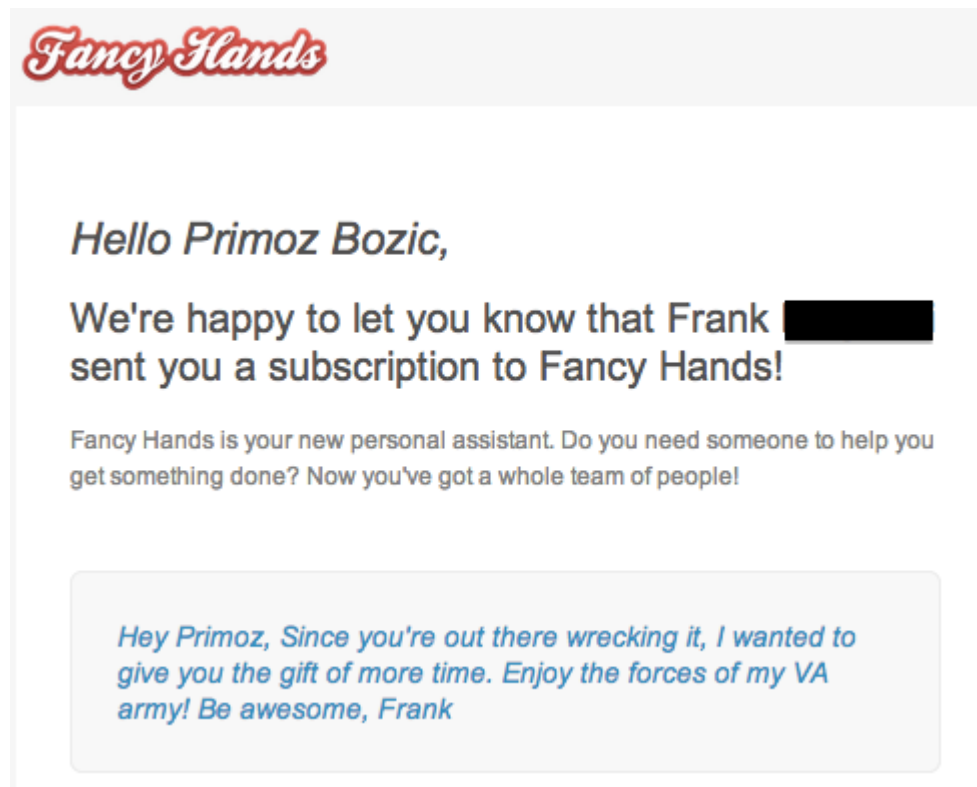 Fancy Hands
Hello Primoz Bozic,
We're happy to let you know that Frank
sent you a subscription to Fancy Hands!
Fancy Hands is your new personal assistant. Do you need someone to help you
get something done? Now you've got a whole team of people!
Hey Primoz, Since you're out there wrecking it, I wanted to
give you the gift of more time. Enjoy the forces of my VA
army! Be awesome, Frank